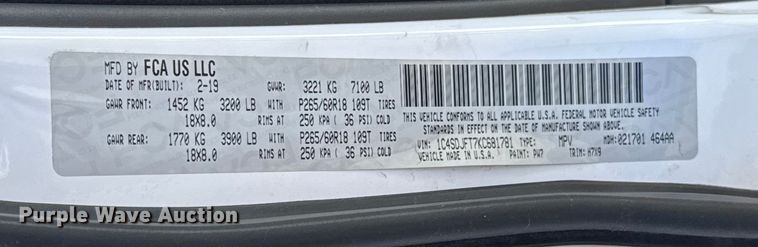 MFD BY FCA US LLC
DATE OF MFR(BUILT): 2-19 GVWR: 3221 KG 7100 LB
GAWR FRONT: 1452 KG 3200 LB WITH P265/60R18 109T TIRES
18X8.0 RIMS AT 250 KPA ( 36 PSI) COLD
GAWR REAR: 1770 KG 3900 LB WITH P265/60R18 109T TIRES
18X8.0 RIMS AT 250 KPA ( 36 PSI) COLD
THIS VEHICLE CONFORMS TO ALL APPLICABLE U.S.A. FEDERAL MOTOR VEHICLE SAFETY
STANDARDS IN EFFECT ON THE DATE OF MANUFACTURE SHOWN ABOVE.
VIN: 1C4SDJFT7KC681781 TYPE: MPV MDH:021701 464AA
VEHICLE MADE IN U.S.A. PAINT: PW7 TRIM: H7X9
Purple Wave Auction